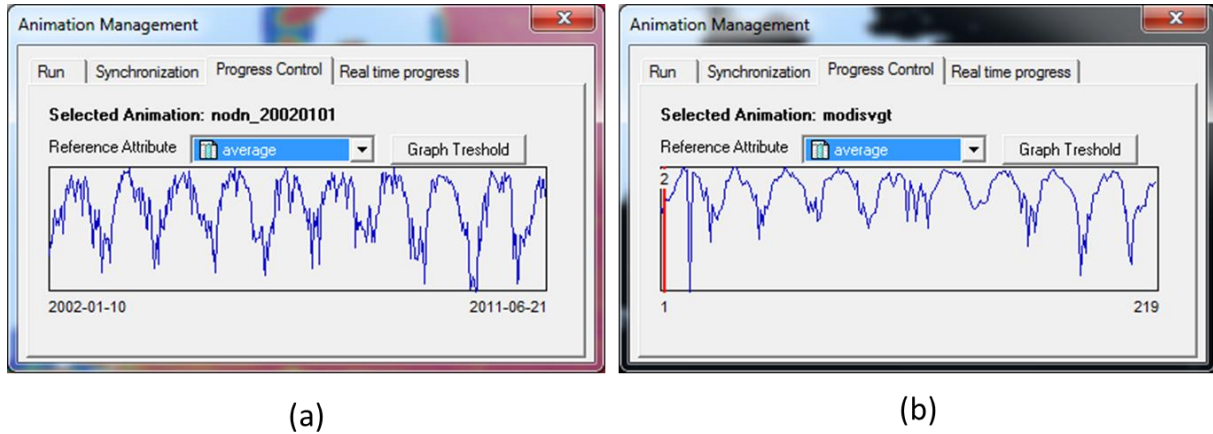 Animation Management
Run Synchronization Progress Control Real time progress
Selected Animation: nodn_20020101
Reference Attribute average Graph Treshold
2002-01-10 2011-06-21
(a)
Animation Management
Run Synchronization Progress Control Real time progress
Selected Animation: modisvgt
Reference Attribute average Graph Treshold
2
1 219
(b)